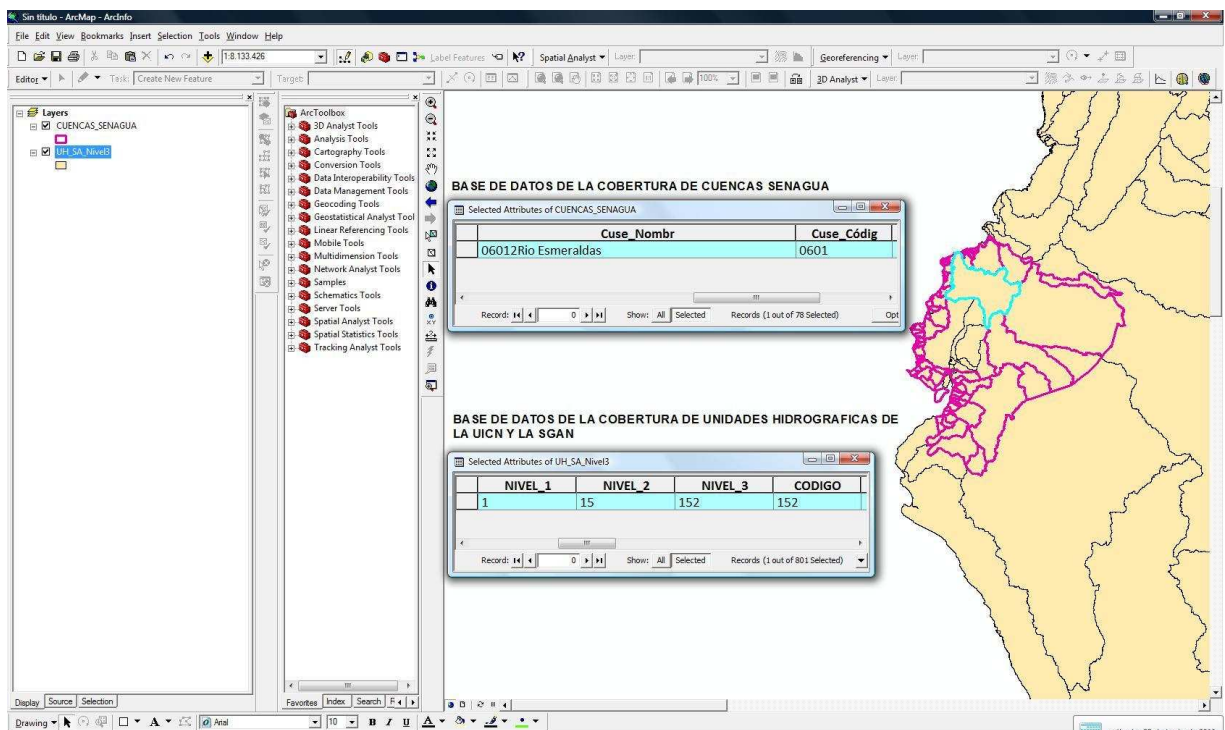 Sin título - ArcMap - ArcInfo
File Edit View Bookmarks Insert Selection Tools Window Help
1:8.133.426
Label Features
Spatial Analyst
Layer:
Georeferencing
Layer:
Editor
Task:
Create New Feature
Target:
100%
3D Analyst
Layer:
Layers
CUENCAS_SENAGUA
UH_SA_Nivel3
ArcToolbox
3D Analyst Tools
Analysis Tools
Cartography Tools
Conversion Tools
Data Interoperability Tools
Data Management Tools
Geocoding Tools
Geostatistical Analyst Tool
Linear Referencing Tools
Mobile Tools
Multidimension Tools
Network Analyst Tools
Samples
Schematics Tools
Server Tools
Spatial Analyst Tools
Spatial Statistics Tools
Tracking Analyst Tools
BASE DE DATOS DE LA COBERTURA DE CUENCAS SENAGUA
Selected Attributes of CUENCAS_SENAGUA
Cuse_Nombr Cuse_Códig
06012Rio Esmeraldas 0601
Record: 0 Show: All Selected Records (1 out of 78 Selected) Opt
BASE DE DATOS DE LA COBERTURA DE UNIDADES HIDROGRAFICAS DE
LA UICN Y LA SGAN
Selected Attributes of UH_SA_Nivel3
NIVEL_1 NIVEL_2 NIVEL_3 CODIGO
1 15 152 152
Record: 0 Show: All Selected Records (1 out of 801 Selected)
Display Source Selection
Favorites Index Search F
Drawing
Arial
10
B I U A